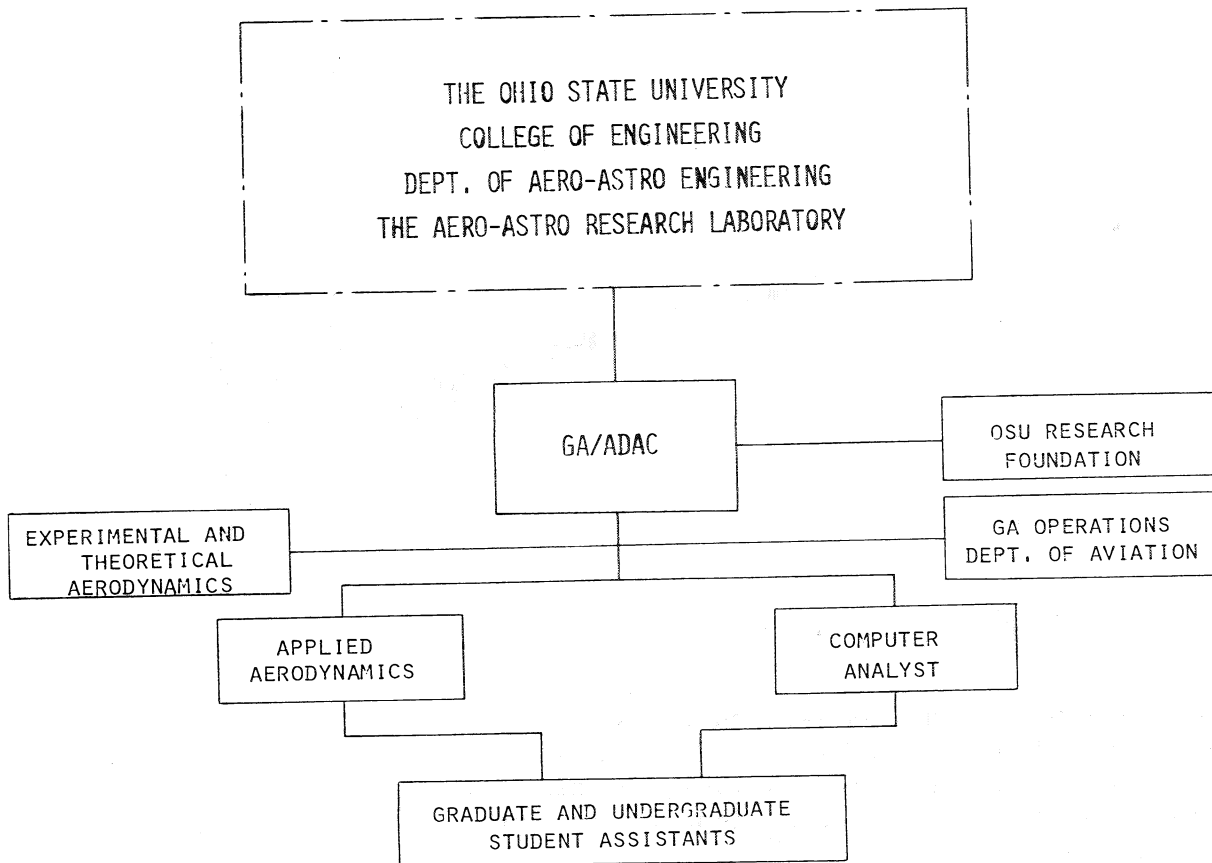 THE OHIO STATE UNIVERSITY
COLLEGE OF ENGINEERING
DEPT. OF AERO-ASTRO ENGINEERING
THE AERO-ASTRO RESEARCH LABORATORY
GA/ADAC
OSU RESEARCH
FOUNDATION
EXPERIMENTAL AND
THEORETICAL
AERODYNAMICS
GA OPERATIONS
DEPT. OF AVIATION
APPLIED
AERODYNAMICS
COMPUTER
ANALYST
GRADUATE AND UNDERGRADUATE
STUDENT ASSISTANTS